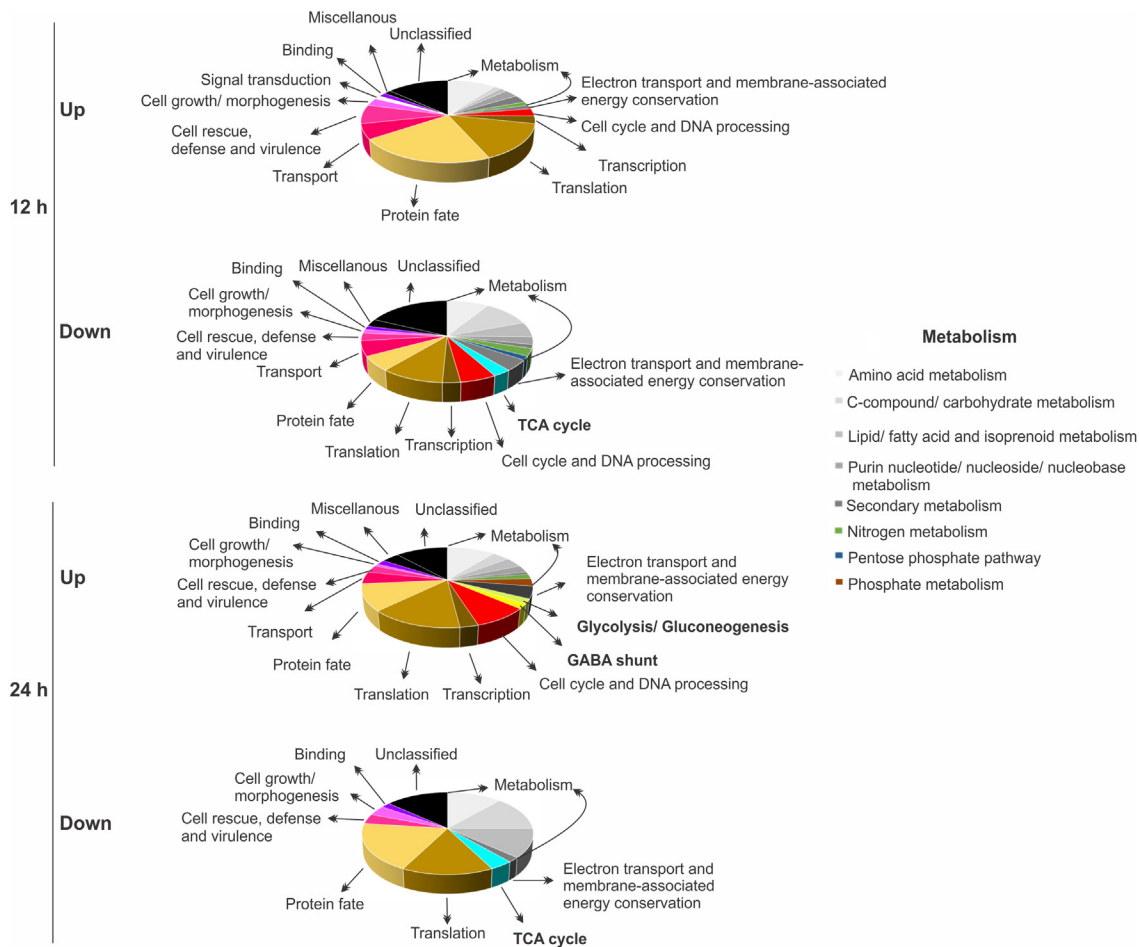 Miscellanous
Unclassified
Binding
Metabolism
Signal transduction
Electron transport and membrane-associated
energy conservation
Cell growth/ morphogenesis
Up
Cell cycle and DNA processing
Cell rescue,
defense and virulence
Transcription
Transport
Translation
12 h
Protein fate
Binding
Miscellanous
Unclassified
Metabolism
Cell growth/
morphogenesis
Down
Cell rescue, defense
and virulence
Electron transport and membrane-
associated energy conservation
Transport
Protein fate
TCA cycle
Translation
Transcription
Cell cycle and DNA processing
Metabolism
Amino acid metabolism
C-compound/ carbohydrate metabolism
Lipid/ fatty acid and isoprenoid metabolism
Purin nucleotide/ nucleoside/ nucleobase
metabolism
Secondary metabolism
Nitrogen metabolism
Pentose phosphate pathway
Phosphate metabolism
Miscellanous
Unclassified
Binding
Metabolism
Cell growth/
morphogenesis
Up
Electron transport and
membrane-associated energy
conservation
Cell rescue, defense
and virulence
Transport
Glycolysis/ Gluconeogenesis
Protein fate
GABA shunt
24 h
Translation
Transcription
Cell cycle and DNA processing
Binding
Unclassified
Metabolism
Cell growth/
morphogenesis
Down
Cell rescue, defense
and virulence
Electron transport and
membrane-associated
energy conservation
Protein fate
Translation
TCA cycle